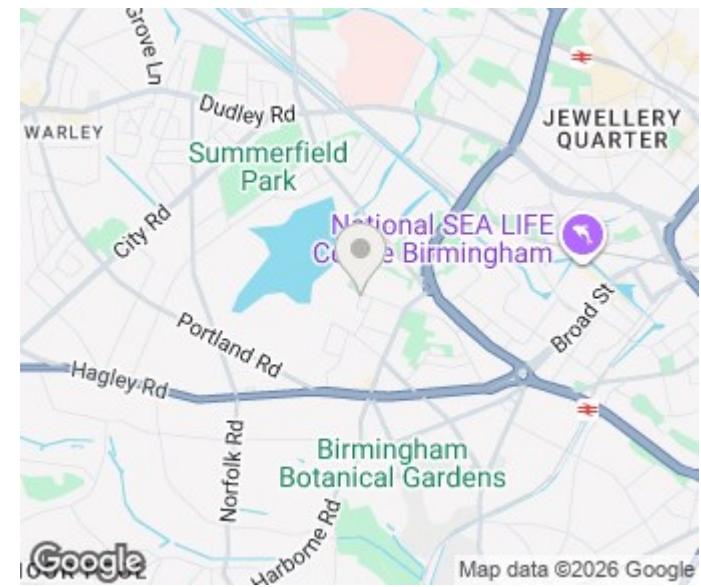 Grove Ln
Dudley Rd
WARLEY
JEWELLERY
QUARTER
Summerfield
Park
City Rd
National SEA LIFE
Birmingham
Broad St
Portland Rd
Hagley Rd
Norfolk Rd
Birmingham
Botanical Gardens
Harborne Rd
Google
Map data ©2026 Google